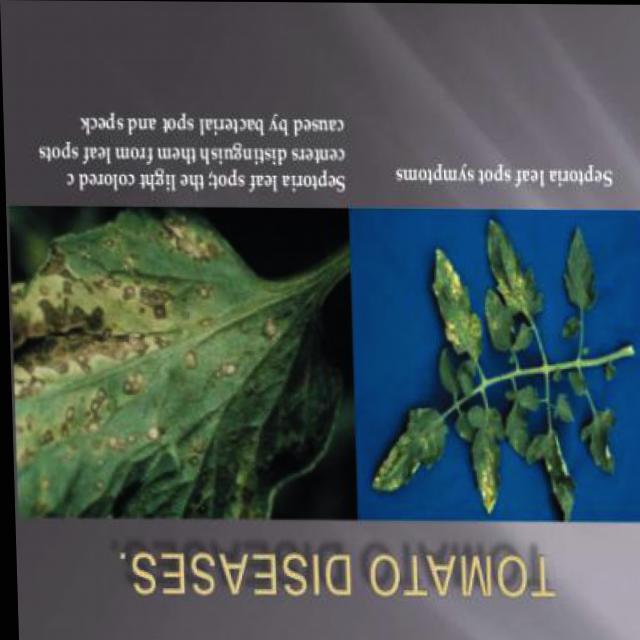 TOMATO DISEASES.
Septoria leaf spot symptoms
Septoria leaf spot; the light colored c
centers distinguish them from leaf spots
caused by bacterial spot and speck